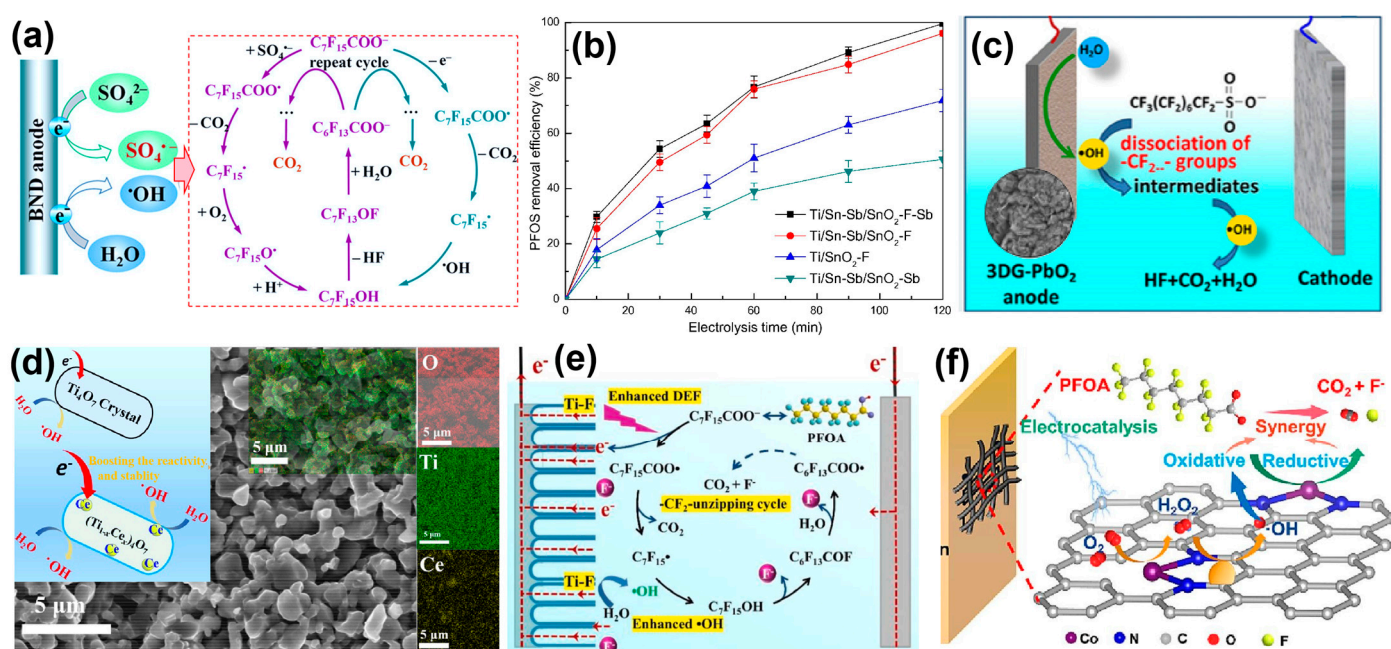 (a)
BND anode
SO₄²⁻
e⁻
SO₄•⁻
•OH
e⁻
H₂O
C₇F₁₅COO⁻
repeat cycle
+ SO₄•⁻
–e⁻
C₇F₁₅COO•
...
...
C₇F₁₅COO•
C₆F₁₃COO⁻
–CO₂
CO₂
CO₂
–CO₂
C₇F₁₅•
+H₂O
+ O₂
C₇F₁₃OF
C₇F₁₅•
C₇F₁₅O•
–HF
•OH
+ H⁺
C₇F₁₅OH
(b)
PFOS removal efficiency (%)
100
80
60
40
20
0
0 20 40 60 80 100 120
Electrolysis time (min)
Ti/Sn-Sb/SnO₂-F-Sb
Ti/Sn-Sb/SnO₂-F
Ti/SnO₂-F
Ti/Sn-Sb/SnO₂-Sb
(c)
H₂O
O
CF₃(CF₂)₆CF₂–S–O⁻
O
•OH
dissociation of
-CF₂..- groups
intermediates
•OH
HF+CO₂+H₂O
3DG-PbO₂
anode
Cathode
(d)
e⁻
Ti₄O₇ Crystal
H₂O
•OH
e⁻
Boosting the reactivity,
and stablity
•OH
H₂O
Ce
Ce
(Ti₁₋ₓCeₓ)₄O₇
Ce
Ce
H₂O
•OH
5 μm
5 μm
O
5 μm
Ti
5 μm
Ce
5 μm
(e)
e⁻
e⁻
Ti-F
Enhanced DEF
C₇F₁₅COO⁻
PFOA
e⁻
C₇F₁₅COO•
C₆F₁₃COO•
CO₂ + F⁻
F⁻
-CF₂-unzipping cycle
F⁻
e⁻
CO₂
H₂O
C₇F₁₅•
C₆F₁₃COF
F⁻
Ti-F
•OH
H₂O
C₇F₁₅OH
Enhanced •OH
F⁻
(f)
PFOA
CO₂ + F⁻
Electrocatalysis
Synergy
Oxidative
Reductive
n
H₂O₂
O₂
·OH
Co N C O F